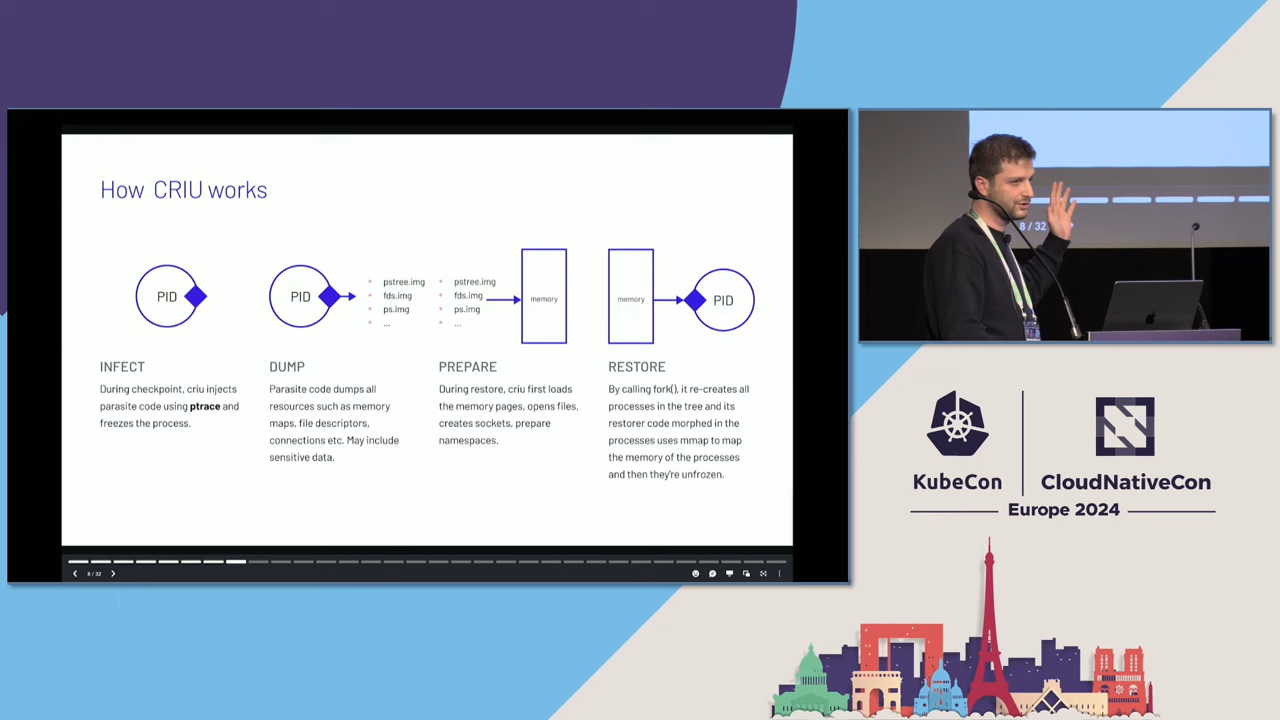 How CRIU works
PID
PID
pstree.img
fds.img
ps.img
...
pstree.img
fds.img
ps.img
...
memory
memory
PID
INFECT
During checkpoint, criu injects
parasite code using ptrace and
freezes the process.
DUMP
Parasite code dumps all
resources such as memory
maps, file descriptors,
connections etc. May include
sensitive data.
PREPARE
During restore, criu first loads
the memory pages, opens files,
creates sockets, prepare
namespaces.
RESTORE
By calling fork(), it re-creates all
processes in the tree and its
restorer code morphed in the
processes uses mmap to map
the memory of the processes
and then they're unfrozen.
8 / 32
8 / 32
KubeCon
CloudNativeCon
Europe 2024